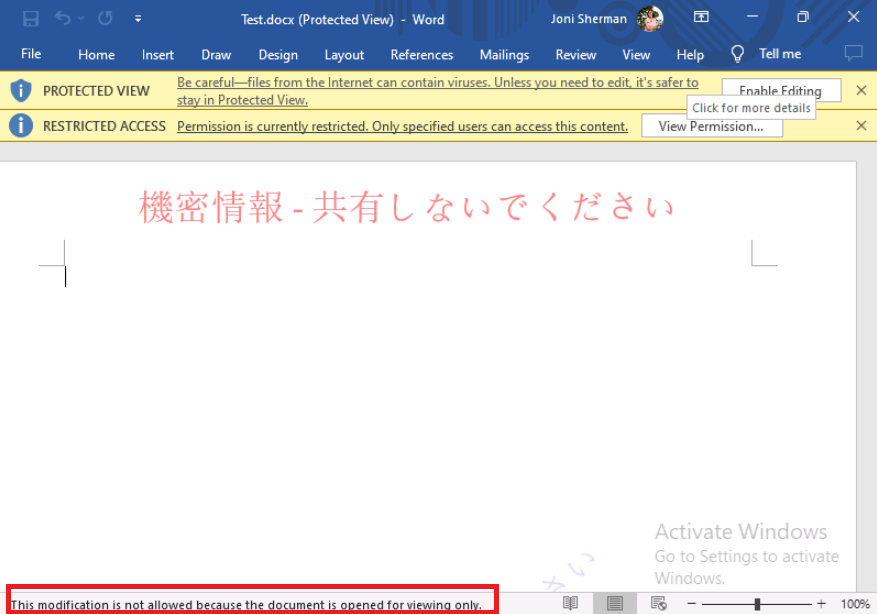 Test.docx (Protected View) - Word
Joni Sherman
File Home Insert Draw Design Layout References Mailings Review View Help Tell me
PROTECTED VIEW Be careful—files from the Internet can contain viruses. Unless you need to edit, it's safer to
stay in Protected View.
Enable Editing
Click for more details
RESTRICTED ACCESS Permission is currently restricted. Only specified users can access this content. View Permission...
機密情報 - 共有しないでください
Activate Windows
Go to Settings to activate
Windows.
さい
This modification is not allowed because the document is opened for viewing only.
100%